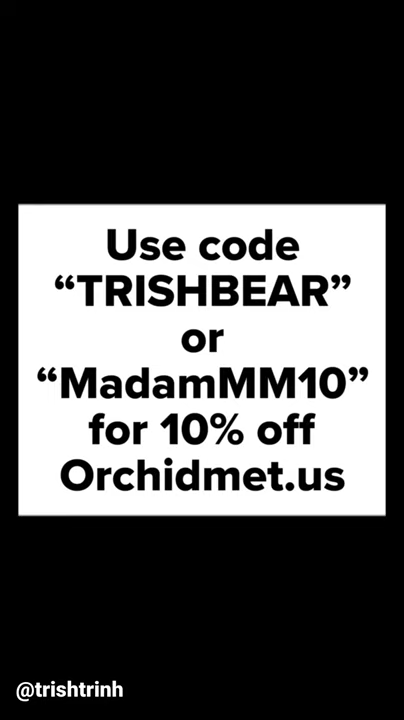 Use code
“TRISHBEAR”
or
“MadamMM10”
for 10% off
Orchidmet.us
@trishtrinh